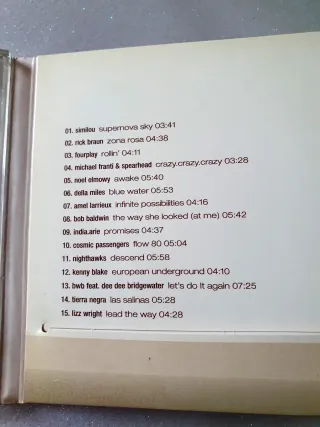 01. similou supernova sky 03:41
02. rick braun zona rosa 04:38
03. fourplay rollin' 04:11
04. michael franti & spearhead crazy.crazy.crazy 03:28
05. noel elmowy awake 05:40
06. della miles blue water 05:53
07. amel larrieux infinite possibilities 04:16
08. bob baldwin the way she looked (at me) 05:42
09. india.arie promises 04:37
10. cosmic passengers flow 80 05:04
11. nighthawks descend 05:58
12. kenny blake european underground 04:10
13. bwb feat. dee dee bridgewater let's do it again 07:25
14. tierra negra las salinas 05:28
15. lizz wright lead the way 04:28